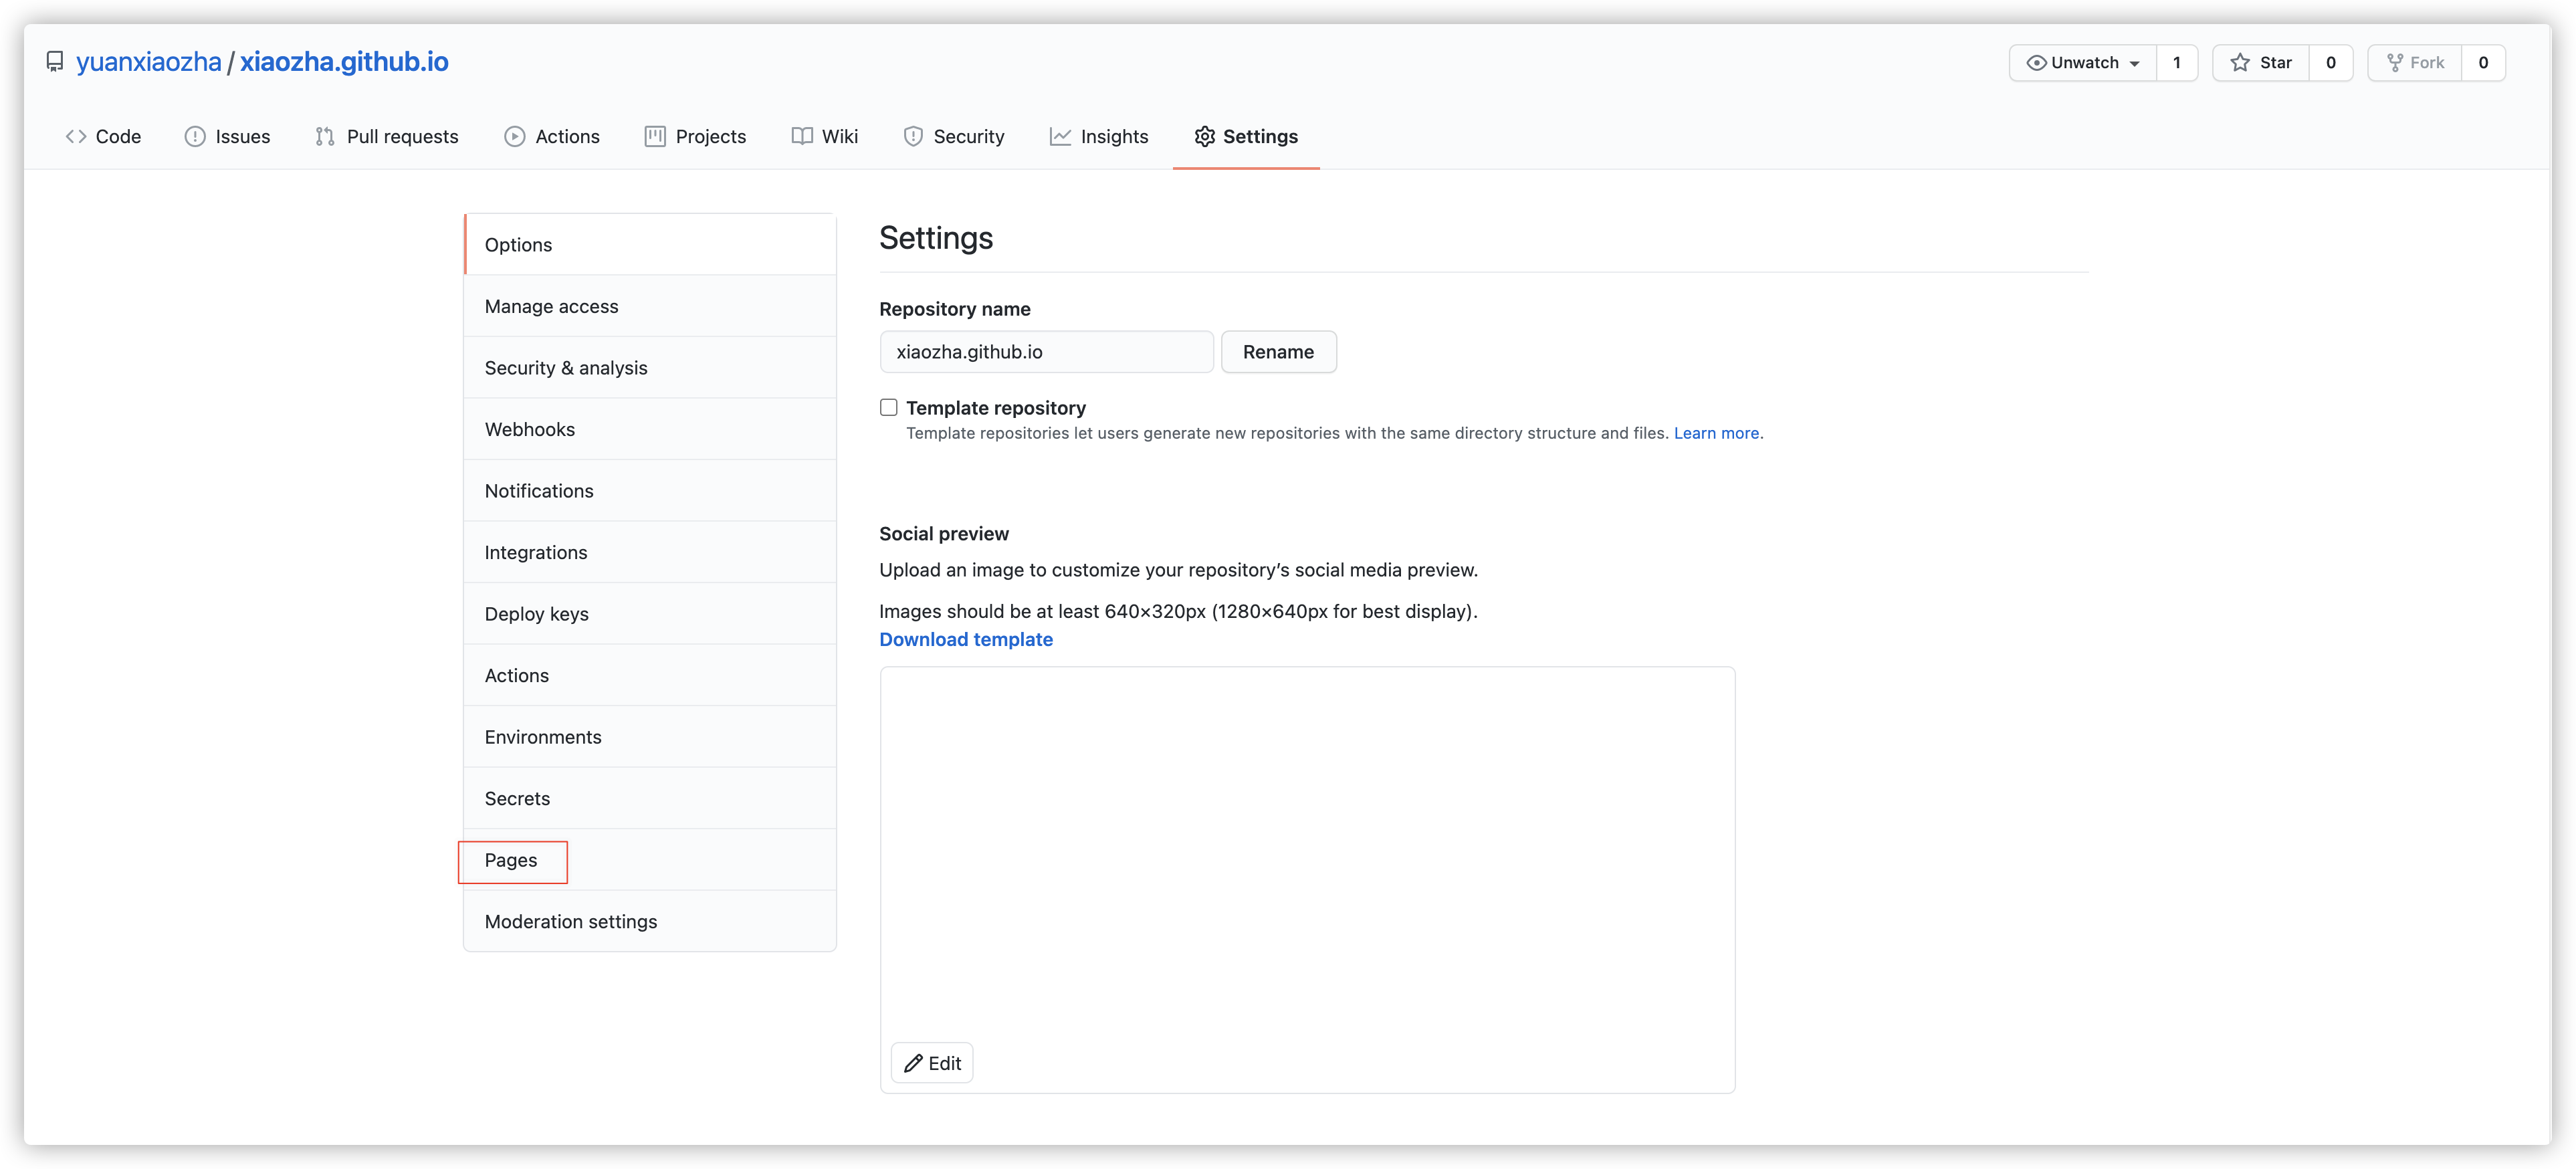 yuanxiaozha / xiaozha.github.io
Unwatch 1 Star 0 Fork 0
Code Issues Pull requests Actions Projects Wiki Security Insights Settings
Options
Manage access
Security & analysis
Webhooks
Notifications
Integrations
Deploy keys
Actions
Environments
Secrets
Pages
Moderation settings
Settings
Repository name
xiaozha.github.io Rename
Template repository
Template repositories let users generate new repositories with the same directory structure and files. Learn more.
Social preview
Upload an image to customize your repository’s social media preview.
Images should be at least 640×320px (1280×640px for best display).
Download template
Edit